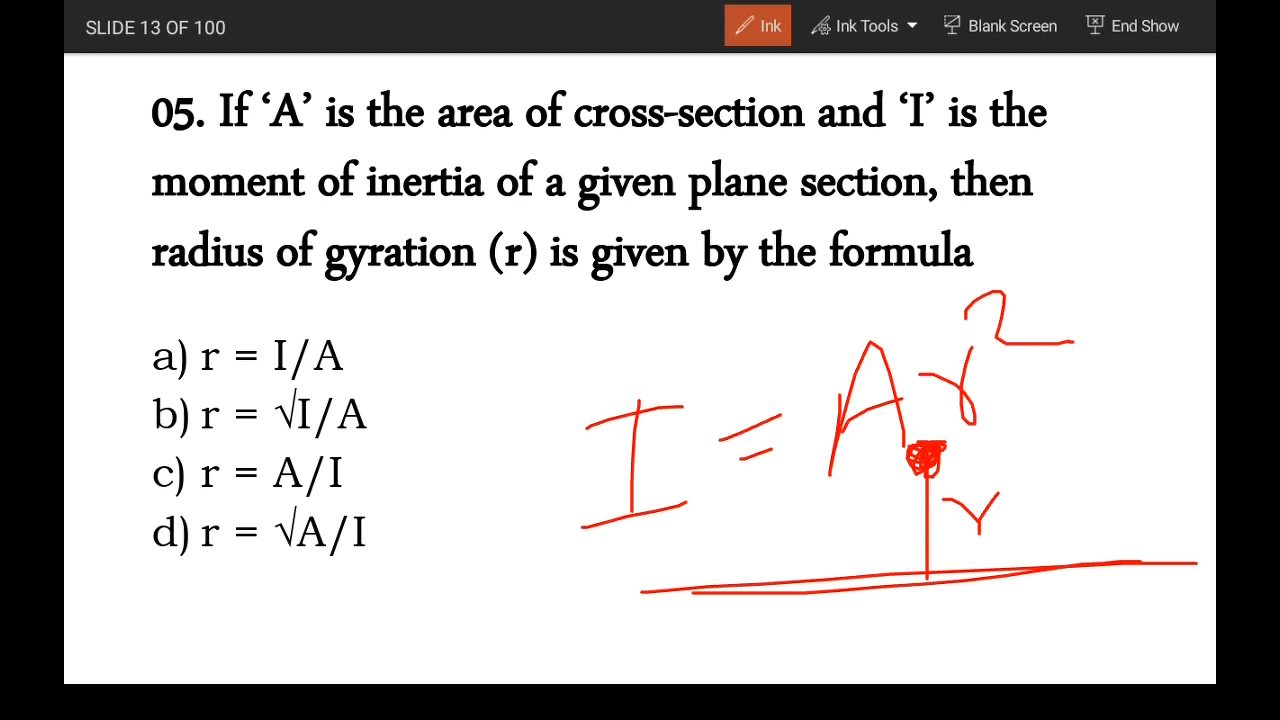 SLIDE 13 OF 100
Ink Ink Tools Blank Screen End Show
05. If ‘A’ is the area of cross-section and ‘I’ is the
moment of inertia of a given plane section, then
radius of gyration (r) is given by the formula
a) r = I/A
b) r = √I/A
c) r = A/I
d) r = √A/I
I = Ar²
r